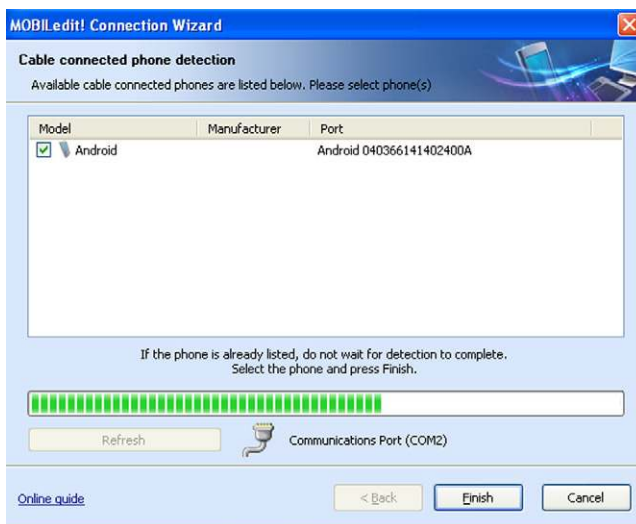 MOBILedit! Connection Wizard
Cable connected phone detection
Available cable connected phones are listed below. Please select phone(s)
Model Manufacturer Port
Android Android 040366141402400A
If the phone is already listed, do not wait for detection to complete.
Select the phone and press Finish.
Refresh Communications Port (COM2)
Online guide < Back Finish Cancel